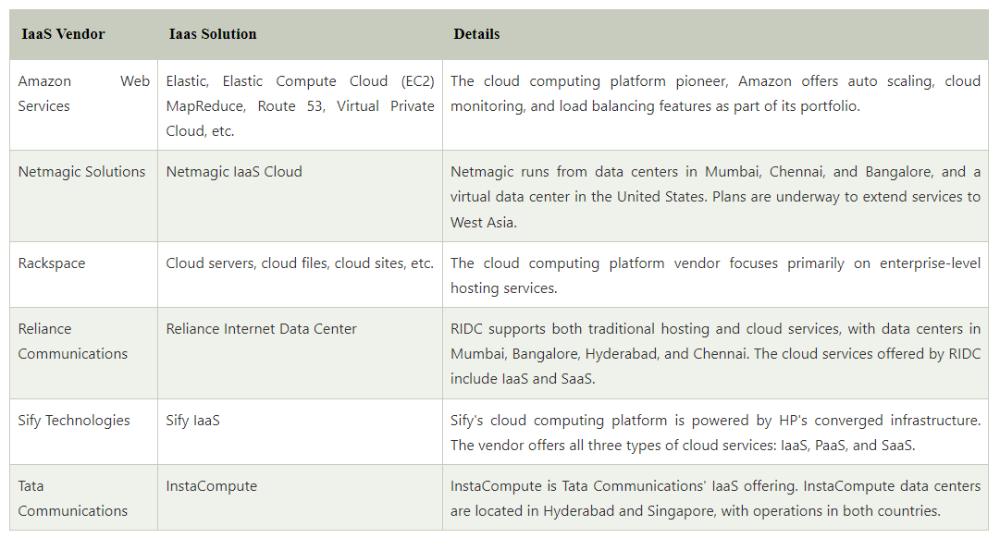 IaaS Vendor
Iaas Solution
Details
Amazon Web
Services
Elastic, Elastic Compute Cloud (EC2)
MapReduce, Route 53, Virtual Private
Cloud, etc.
The cloud computing platform pioneer, Amazon offers auto scaling, cloud
monitoring, and load balancing features as part of its portfolio.
Netmagic Solutions
Netmagic IaaS Cloud
Netmagic runs from data centers in Mumbai, Chennai, and Bangalore, and a
virtual data center in the United States. Plans are underway to extend services to
West Asia.
Rackspace
Cloud servers, cloud files, cloud sites, etc.
The cloud computing platform vendor focuses primarily on enterprise-level
hosting services.
Reliance
Communications
Reliance Internet Data Center
RIDC supports both traditional hosting and cloud services, with data centers in
Mumbai, Bangalore, Hyderabad, and Chennai. The cloud services offered by RIDC
include IaaS and SaaS.
Sify Technologies
Sify IaaS
Sify's cloud computing platform is powered by HP's converged infrastructure.
The vendor offers all three types of cloud services: IaaS, PaaS, and SaaS.
Tata
Communications
InstaCompute
InstaCompute is Tata Communications' IaaS offering. InstaCompute data centers
are located in Hyderabad and Singapore, with operations in both countries.